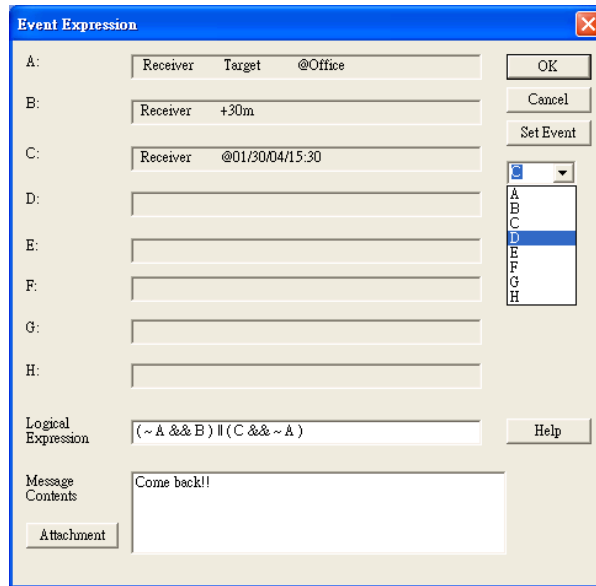 Event Expression
A: Receiver Target @Office
OK
B: Receiver +30m
Cancel
Set Event
C: Receiver @01/30/04/15:30
C
A
B
C
D
E
F
G
H
D:
E:
F:
G:
H:
Logical
Expression
( ~ A && B ) || ( C && ~ A )
Help
Message
Contents
Come back!!
Attachment